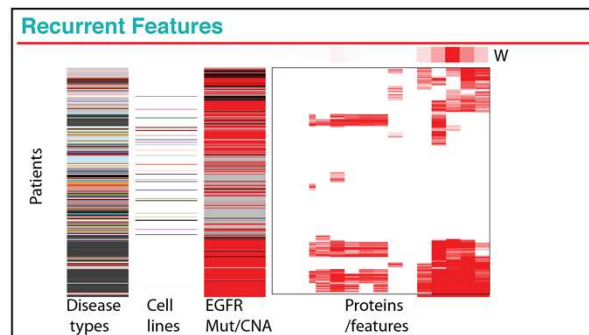 Recurrent Features
W
Patients
Disease types
Cell lines
EGFR Mut/CNA
Proteins /features